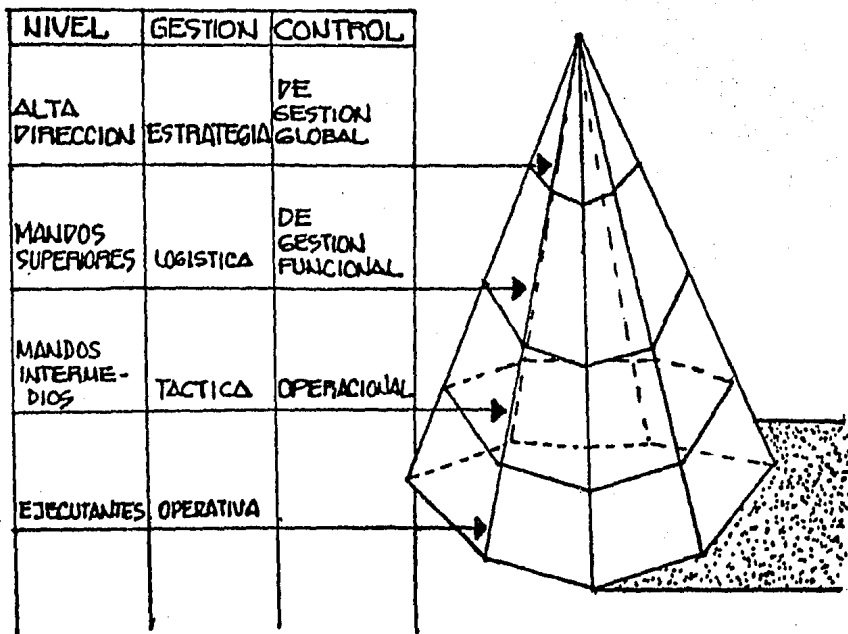 NIVEL GESTION CONTROL
ALTA
DIRECCION
ESTRATEGIA
DE
GESTION
GLOBAL
MANDOS
SUPERIORES
LOGISTICA
DE
GESTION
FUNCIONAL
MANDOS
INTERME-
DIOS
TACTICA
OPERACIONAL
EJECUTANTES
OPERATIVA